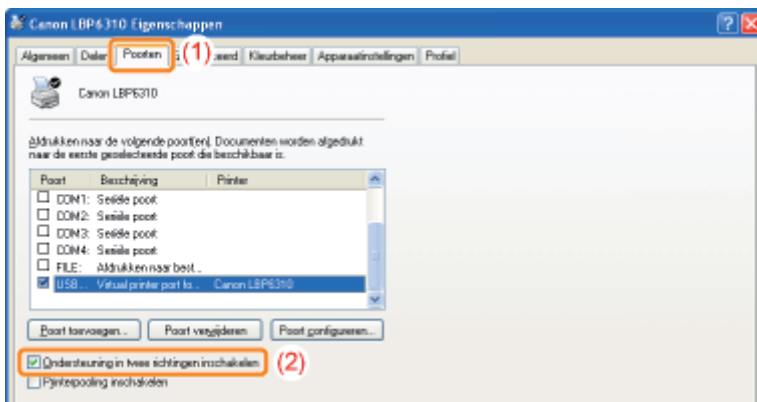 Canon LBP6310 Eigenschappen
Algemeen Delen Poorten (1) Kleurbeheer Apparaatinstellingen Profiel
Canon LBP6310
Afdrukken naar de volgende poort(en). Documenten worden afgedrukt
naar de eerste geselecteerde poort die beschikbaar is.
Poort Beschrijving Printer
COM1: Seriële poort
COM2: Seriële poort
COM3: Seriële poort
COM4: Seriële poort
FILE: Afdrukken naar best...
USB... Virtual printer port fo... Canon LBP6310
Poort toevoegen... Poort verwijderen Poort configureren...
Ondersteuning in twee richtingen inschakelen (2)
Printerpooling inschakelen